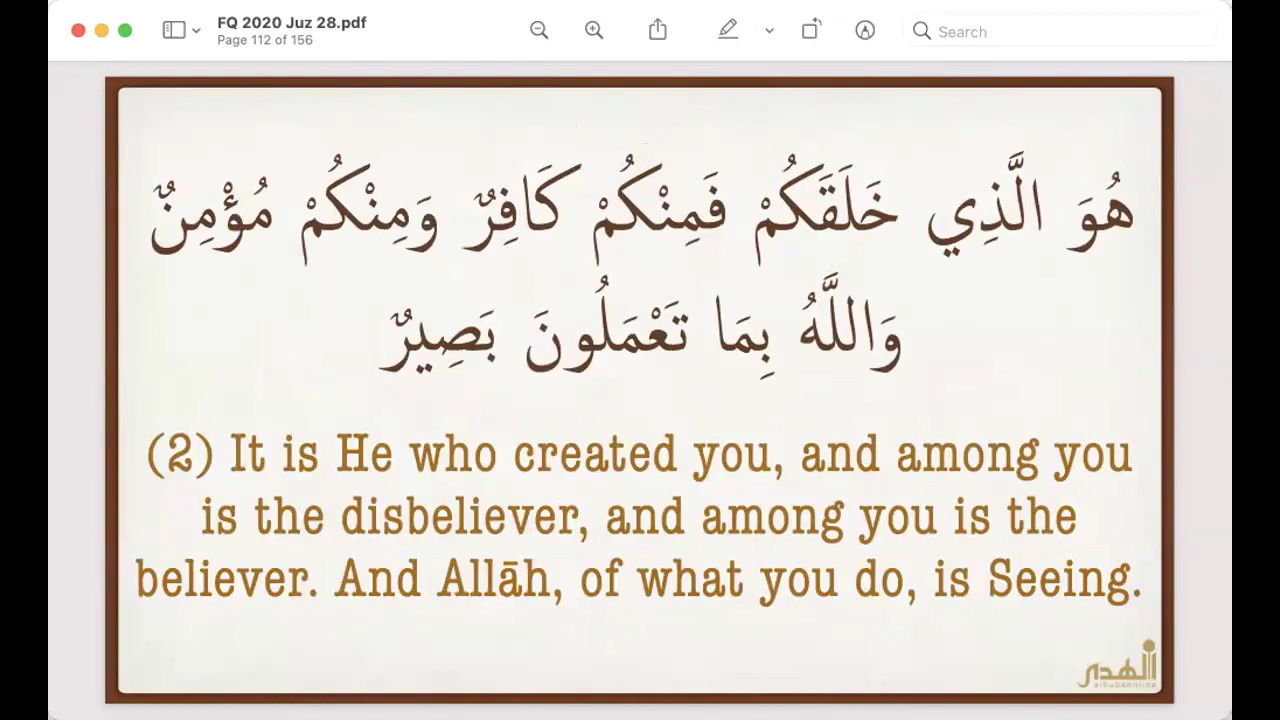 FQ 2020 Juz 28.pdf
Page 112 of 156
Search
هُوَ الَّذِي خَلَقَكُمْ فَمِنْكُمْ كَافِرٌ وَمِنْكُمْ مُؤْمِنٌ
وَاللَّهُ بِمَا تَعْمَلُونَ بَصِيرٌ
(2) It is He who created you, and among you
is the disbeliever, and among you is the
believer. And Allāh, of what you do, is Seeing.
الهدى
alhudaonline